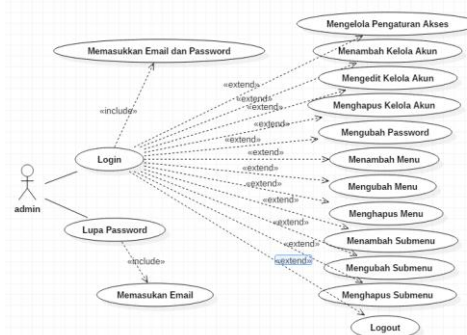 Mengelola Pengaturan Akses
Memasukkan Email dan Password
Menambah Kelola Akun
Mengedit Kelola Akun
«extend»
«extend»
«extend»
Menghapus Kelola Akun
«include»
«extend»
Mengubah Password
«extend»
Login
Menambah Menu
«extend»
«extend»
Mengubah Menu
admin
«extend»
Menghapus Menu
Lupa Password
«extend»
Menambah Submenu
«extend»
«include»
«extend»
Mengubah Submenu
Memasukan Email
Menghapus Submenu
Logout